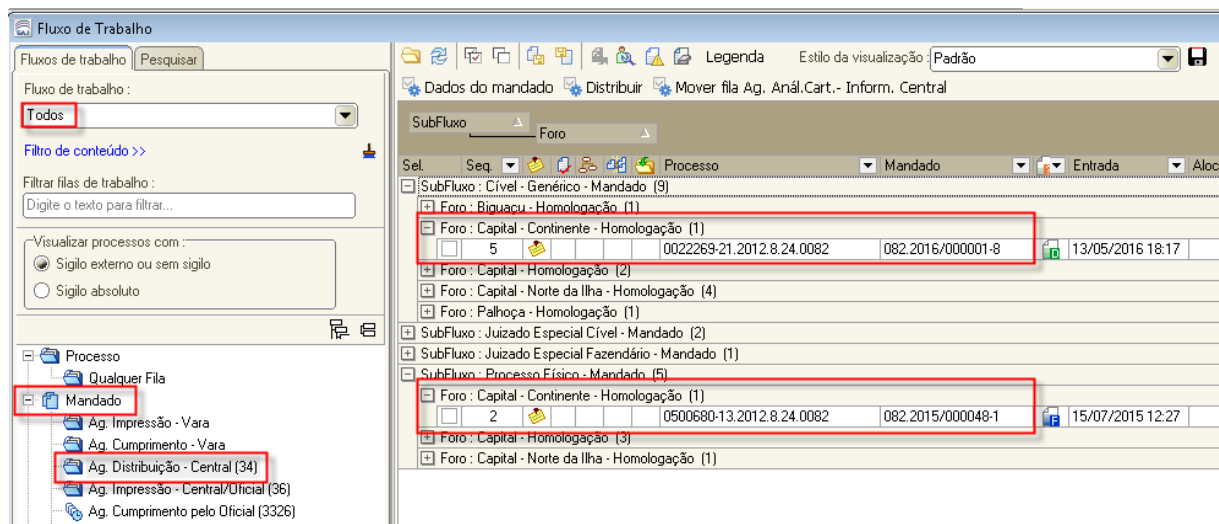 Fluxo de Trabalho
Fluxos de trabalho Pesquisar
Fluxo de trabalho :
Todos
Filtro de conteúdo >>
Filtrar filas de trabalho :
Digite o texto para filtrar...
Visualizar processos com :
Sigilo externo ou sem sigilo
Sigilo absoluto
Processo
Qualquer Fila
Mandado
Ag. Impressão - Vara
Ag. Cumprimento - Vara
Ag. Distribuição - Central (34)
Ag. Impressão - Central/Oficial (36)
Ag. Cumprimento pelo Oficial (3326)
Legenda Estilo da visualização : Padrão
Dados do mandado Distribuir Mover fila Ag. Anál.Cart.- Inform. Central
SubFluxo
Foro
Sel. Seq. Processo Mandado Entrada Aloc
SubFluxo : Cível - Genérico - Mandado (9)
Foro : Biguaçu - Homologação (1)
Foro : Capital - Continente - Homologação (1)
5 0022269-21.2012.8.24.0082 082.2016/000001-8 D 13/05/2016 18:17
Foro : Capital - Homologação (2)
Foro : Capital - Norte da Ilha - Homologação (4)
Foro : Palhoça - Homologação (1)
SubFluxo : Juizado Especial Cível - Mandado (2)
SubFluxo : Juizado Especial Fazendário - Mandado (1)
SubFluxo : Processo Físico - Mandado (5)
Foro : Capital - Continente - Homologação (1)
2 0500680-13.2012.8.24.0082 082.2015/000048-1 F 15/07/2015 12:27
Foro : Capital - Homologação (3)
Foro : Capital - Norte da Ilha - Homologação (1)